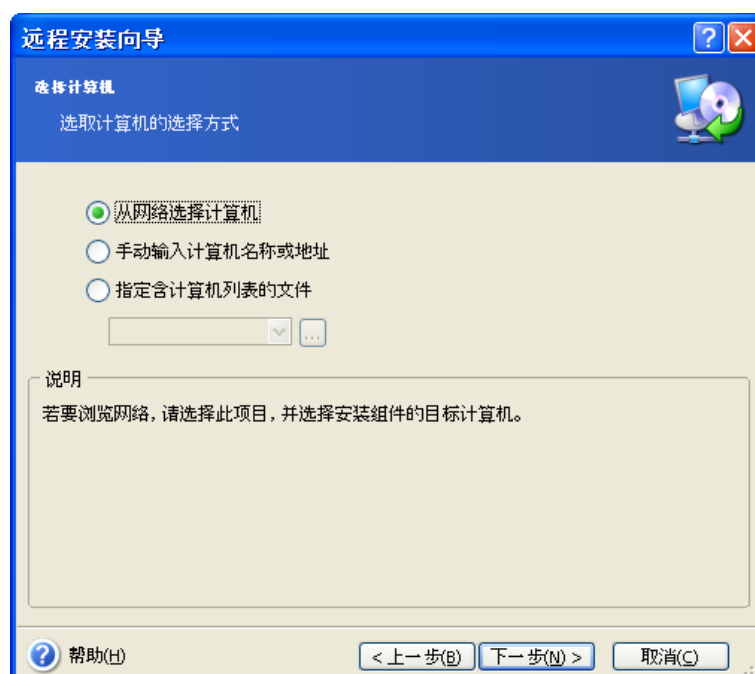 远程安装向导
选择计算机
选取计算机的选择方式
从网络选择计算机
手动输入计算机名称或地址
指定含计算机列表的文件
...
说明
若要浏览网络,请选择此项目,并选择安装组件的目标计算机。
帮助(H)
< 上一步(B)
下一步(N) >
取消(C)